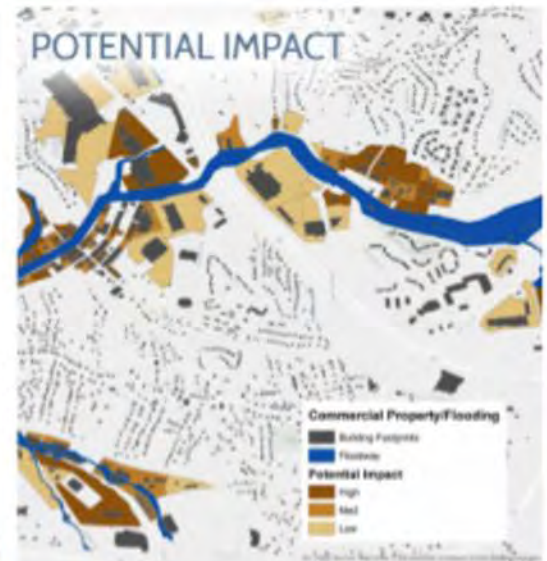 POTENTIAL IMPACT
Commercial Property/Flooding
Building Footprints
Floodway
Potential Impact
High
Med
Low